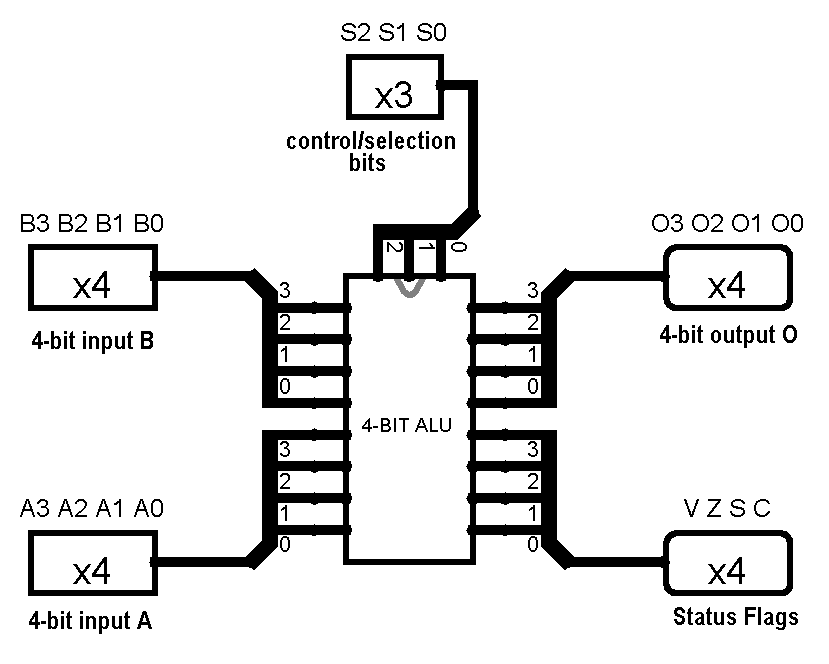 S2 S1 S0
x3
control/selection
bits
2 1 0
B3 B2 B1 B0
x4
4-bit input B
3
2
1
0
O3 O2 O1 O0
x4
4-bit output O
3
2
1
0
4-BIT ALU
A3 A2 A1 A0
x4
4-bit input A
3
2
1
0
V Z S C
x4
Status Flags
3
2
1
0